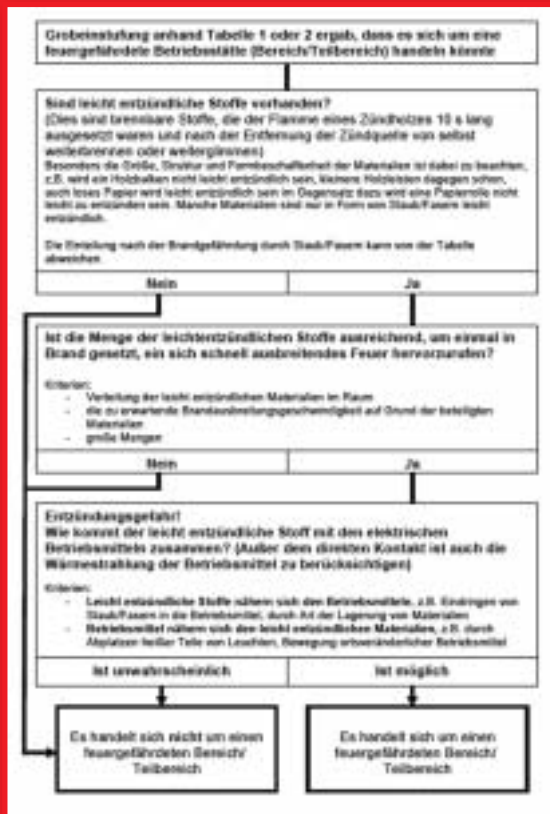 Grobeinstufung anhand Tabelle 1 oder 2 ergab, dass es sich um eine
feuergefährdete Betriebsstätte (Bereich/Teilbereich) handeln könnte
Sind leicht entzündliche Stoffe vorhanden?
(Dies sind brennbare Stoffe, die der Flamme eines Zündholzes 10 s lang
ausgesetzt waren und nach der Entfernung der Zündquelle von selbst
weiterbrennen oder weiterglimmen)
Besonders die Größe, Struktur und Formbeschaffenheit der Materialien ist dabei zu beachten,
z.B. wird ein Holzbalken nicht leicht entzündlich sein, kleinere Holzleisten dagegen schon,
auch loses Papier wird leicht entzündlich sein im Gegensatz dazu wird eine Papierrolle nicht
leicht zu entzünden sein. Manche Materialien sind nur in Form von Staub/Fasern leicht
entzündlich.
Die Einteilung nach der Brandgefährdung durch Staub/Fasern kann von der Tabelle
abweichen.
Nein
Ja
Ist die Menge der leichtentzündlichen Stoffe ausreichend, um einmal in
Brand gesetzt, ein sich schnell ausbreitendes Feuer hervorzurufen?
Kriterien:
- Verteilung der leicht entzündlichen Materialien im Raum
- die zu erwartende Brandausbreitungsgeschwindigkeit auf Grund der beteiligten
Materialien
- große Mengen
Nein
Ja
Entzündungsgefahr!
Wie kommt der leicht entzündliche Stoff mit den elektrischen
Betriebsmitteln zusammen? (Außer dem direkten Kontakt ist auch die
Wärmestrahlung der Betriebsmittel zu berücksichtigen)
Kriterien:
- Leicht entzündliche Stoffe nähern sich den Betriebsmitteln, z.B. Eindringen von
Staub/Fasern in die Betriebsmittel, durch Art der Lagerung von Materialien
- Betriebsmittel nähern sich den leicht entzündlichen Materialien, z.B. durch
Abplatzen heißer Teile von Leuchten, Bewegung ortsveränderlicher Betriebsmittel
Ist unwahrscheinlich
Ist möglich
Es handelt sich nicht um einen
feuergefährdeten Bereich/
Teilbereich
Es handelt sich um einen
feuergefährdeten Bereich/
Teilbereich